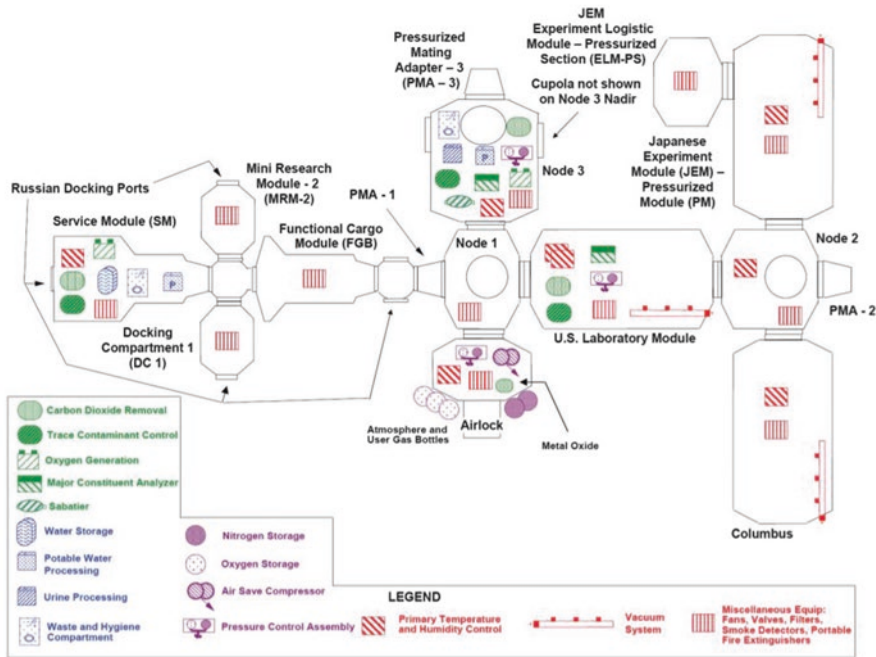 JEM
Experiment Logistic
Module – Pressurized
Section (ELM-PS)
Pressurized
Mating
Adapter – 3
(PMA – 3)
Cupola not shown
on Node 3 Nadir
Japanese
Experiment
Module (JEM) –
Pressurized
Module (PM)
Node 3
Russian Docking Ports
Mini Research
Module - 2
(MRM-2)
PMA - 1
Service Module (SM)
Functional Cargo
Module (FGB)
Node 1
Node 2
P
P
Docking
Compartment 1
(DC 1)
U.S. Laboratory Module
PMA - 2
Atmosphere and
User Gas Bottles
Airlock
Metal Oxide
Columbus
Carbon Dioxide Removal
Trace Contaminant Control
Oxygen Generation
Major Constituent Analyzer
Sabatier
Water Storage
Potable Water
Processing
Urine Processing
Waste and Hygiene
Compartment
Nitrogen Storage
Oxygen Storage
Air Save Compressor
Pressure Control Assembly
LEGEND
Primary Temperature
and Humidity Control
Vacuum
System
Miscellaneous Equip:
Fans, Valves, Filters,
Smoke Detectors, Portable
Fire Extinguishers